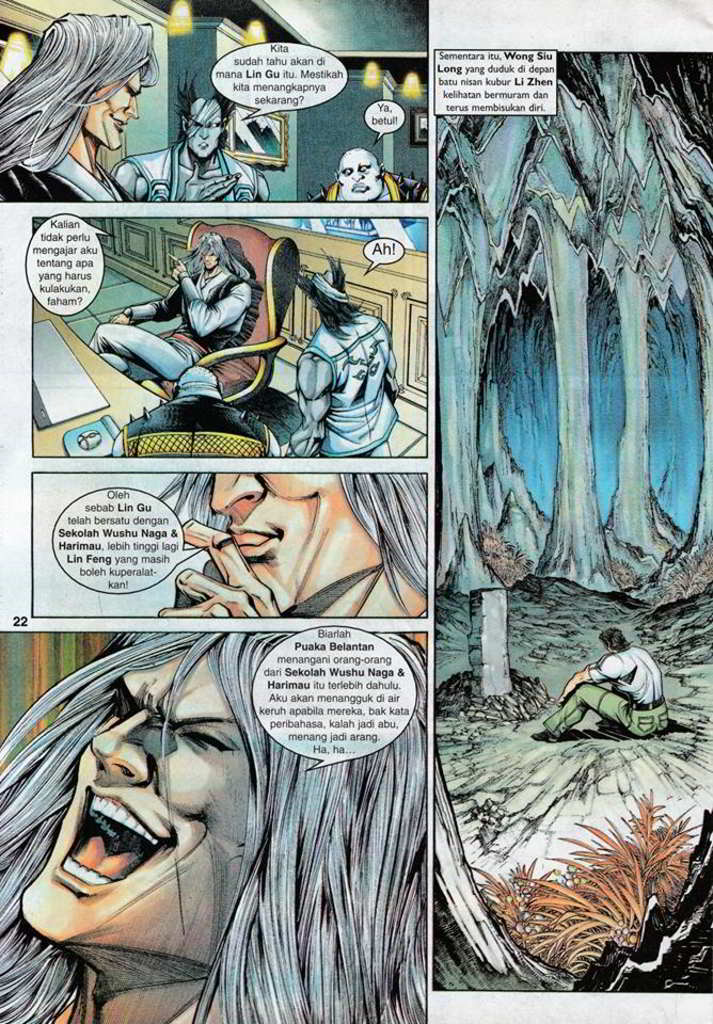 Kita
sudah tahu akan di
mana Lin Gu itu. Mestikah
kita menangkapnya
sekarang?
Ya,
betul!
Kalian
tidak perlu
mengajar aku
tentang apa
yang harus
kulakukan,
faham?
Ah!
Oleh
sebab Lin Gu
telah bersatu dengan
Sekolah Wushu Naga &
Harimau, lebih tinggi lagi
Lin Feng yang masih
boleh kuperalat-
kan!
22
Biarlah
Puaka Belantan
menangani orang-orang
dari Sekolah Wushu Naga &
Harimau itu terlebih dahulu.
Aku akan menangguk di air
keruh apabila mereka, bak kata
peribahasa, kalah jadi abu,
menang jadi arang.
Ha, ha...
Sementara itu, Wong Siu
Long yang duduk di depan
batu nisan kubur Li Zhen
kelihatan bermuram dan
terus membisukan diri.